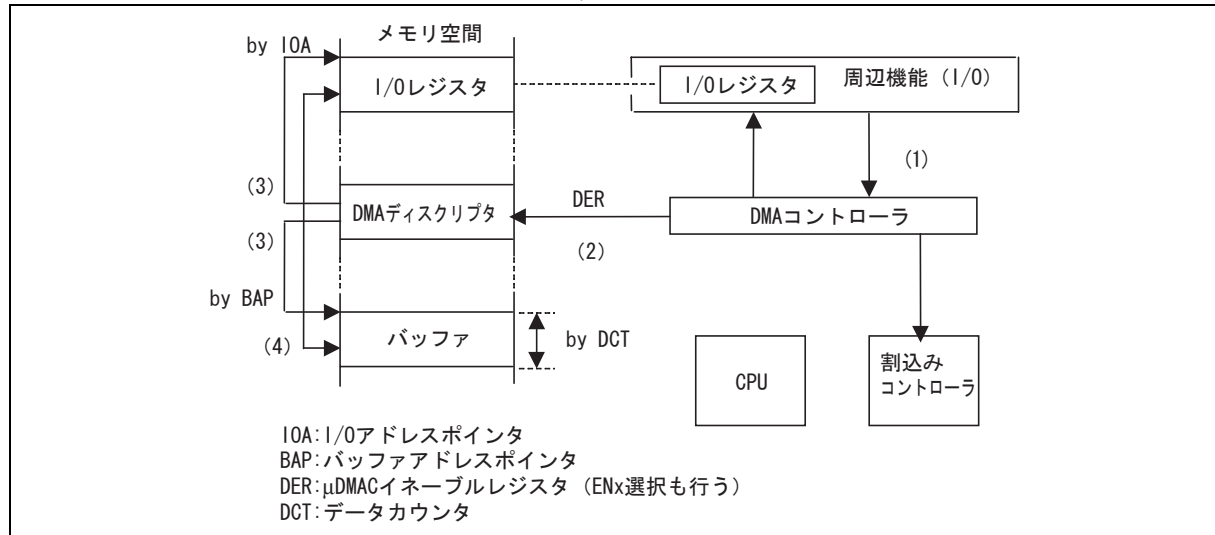 メモリ空間
by IOA
I/0レジスタ
I/0レジスタ
周辺機能 (I/O)
(1)
(3)
DMAディスクリプタ
DER
DMAコントローラ
(3)
(2)
by BAP
(4)
バッファ
by DCT
CPU
割込み
コントローラ
IOA:I/Oアドレスポインタ
BAP:バッファアドレスポインタ
DER:μDMACイネーブルレジスタ (ENx選択も行う)
DCT:データカウンタ